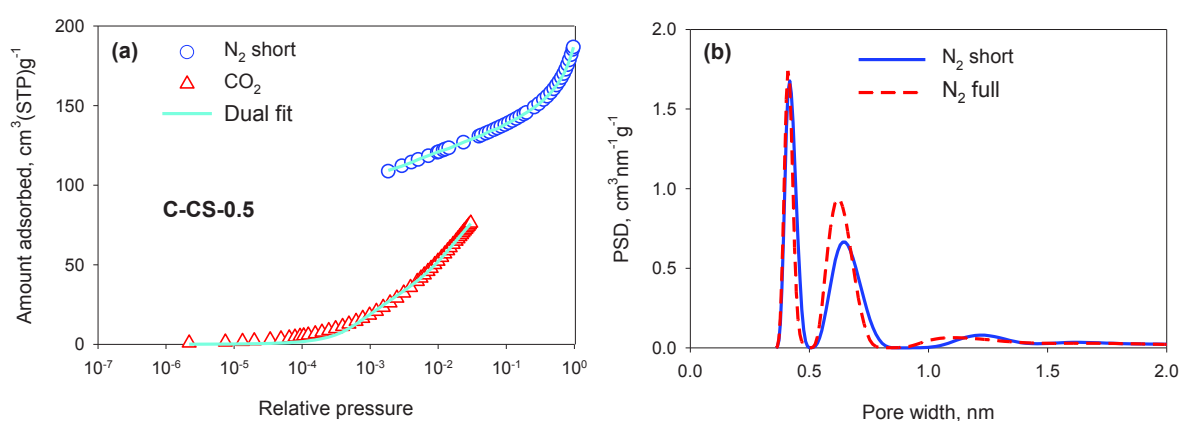 (a)
N₂ short
CO₂
Dual fit
C-CS-0.5
Amount adsorbed, cm³(STP)g⁻¹
200
150
100
50
0
10⁻⁷ 10⁻⁶ 10⁻⁵ 10⁻⁴ 10⁻³ 10⁻² 10⁻¹ 10⁰
Relative pressure
(b)
N₂ short
N₂ full
PSD, cm³ nm⁻¹g⁻¹
2.0
1.5
1.0
0.5
0.0
0.0 0.5 1.0 1.5 2.0
Pore width, nm